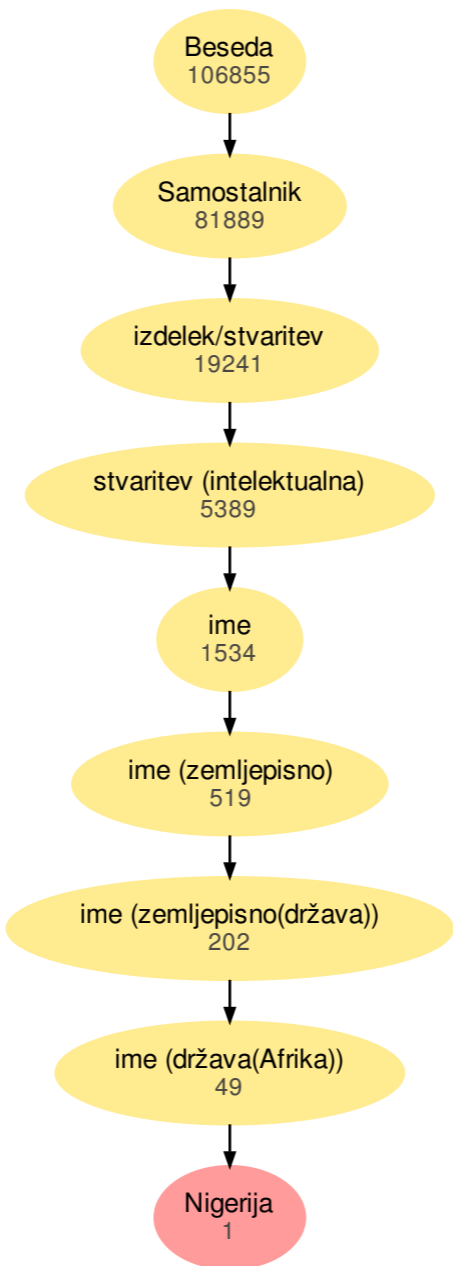 Beseda
106855
Samostalnik
81889
izdelek/stvaritev
19241
stvaritev (intelektualna)
5389
ime
1534
ime (zemljepisno)
519
ime (zemljepisno(država))
202
ime (država(Afrika))
49
Nigerija
1